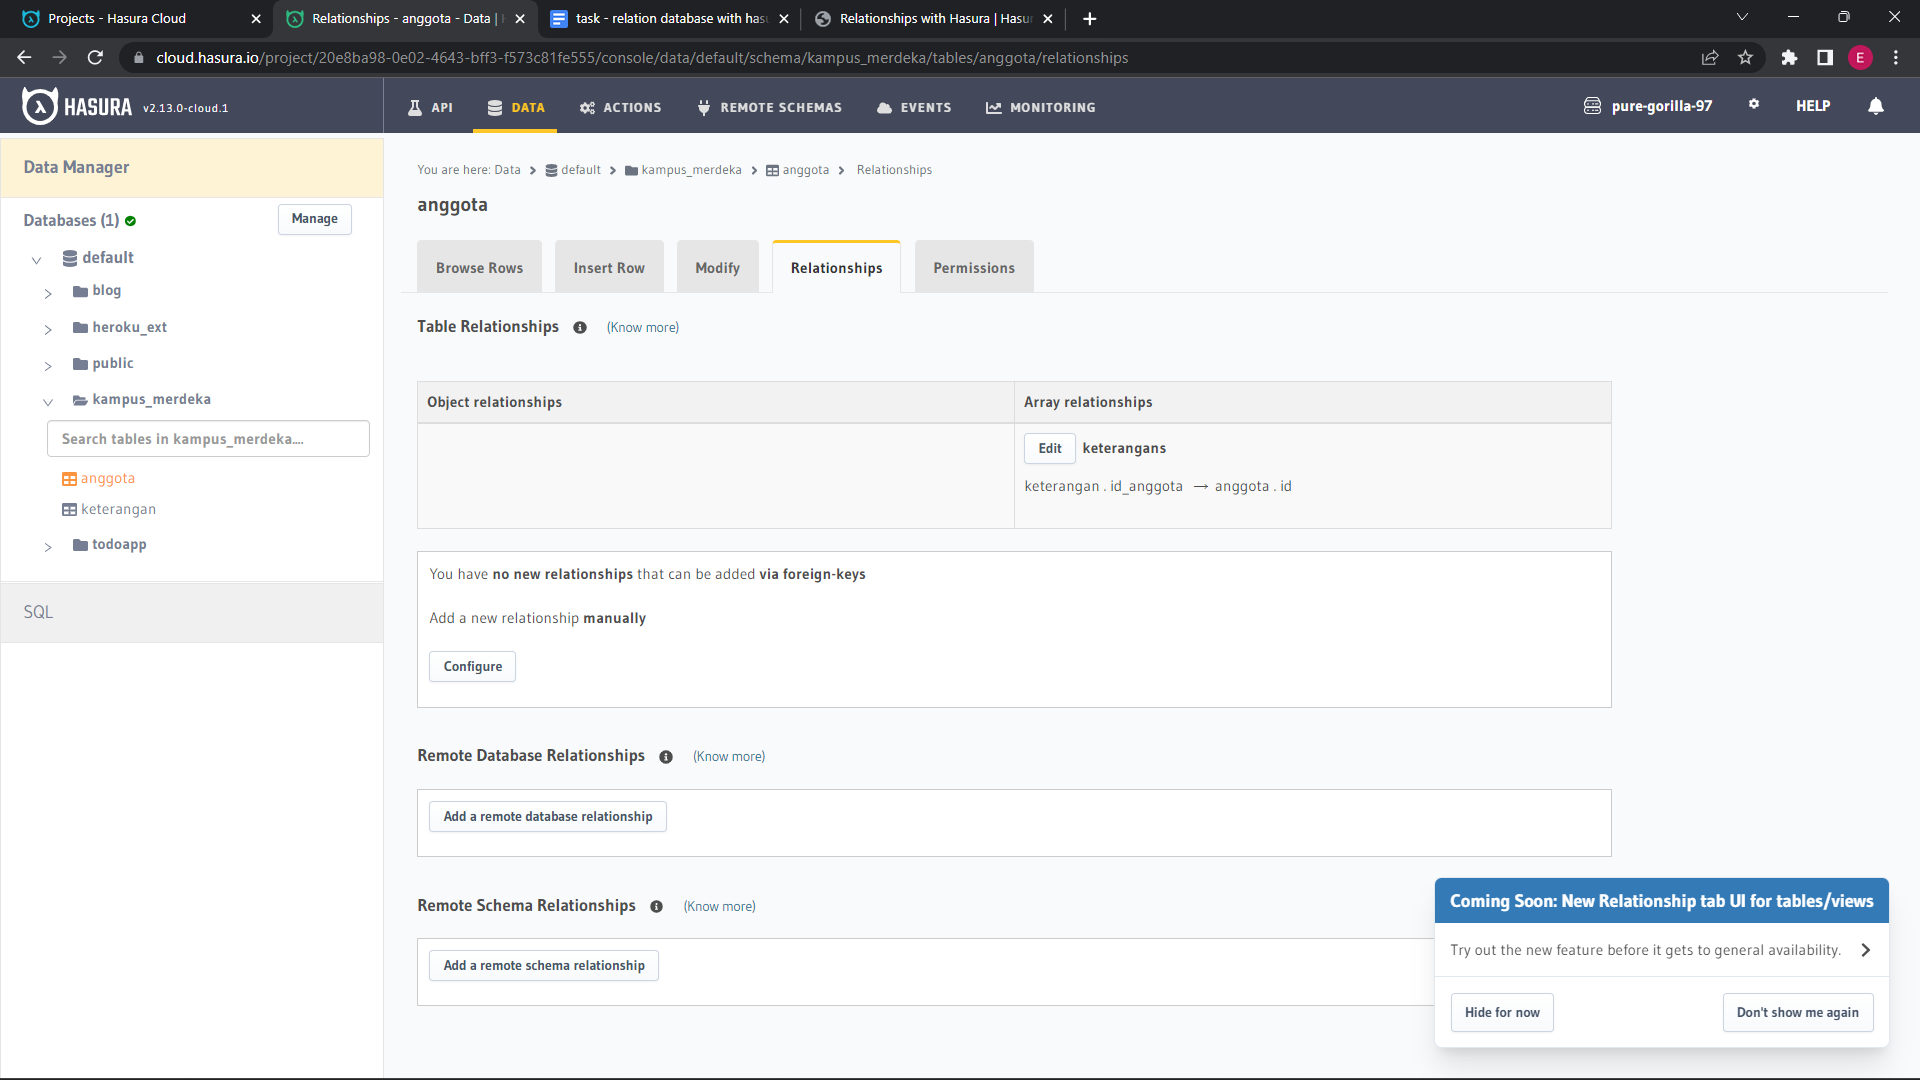 Projects - Hasura Cloud
Relationships - anggota - Data |
task - relation database with has
Relationships with Hasura | Hasur
cloud.hasura.io/project/20e8ba98-0e02-4643-bff3-f573c81fe555/console/data/default/schema/kampus_merdeka/tables/anggota/relationships
E
HASURA v2.13.0-cloud.1
API
DATA
ACTIONS
REMOTE SCHEMAS
EVENTS
MONITORING
pure-gorilla-97
HELP
Data Manager
Databases (1)
Manage
default
blog
heroku_ext
public
kampus_merdeka
Search tables in kampus_merdeka....
anggota
keterangan
todoapp
SQL
You are here: Data > default > kampus_merdeka > anggota > Relationships
anggota
Browse Rows
Insert Row
Modify
Relationships
Permissions
Table Relationships (Know more)
Object relationships
Array relationships
Edit keterangans
keterangan . id_anggota → anggota . id
You have no new relationships that can be added via foreign-keys
Add a new relationship manually
Configure
Remote Database Relationships (Know more)
Add a remote database relationship
Remote Schema Relationships (Know more)
Add a remote schema relationship
Coming Soon: New Relationship tab UI for tables/views
Try out the new feature before it gets to general availability.
Hide for now
Don't show me again